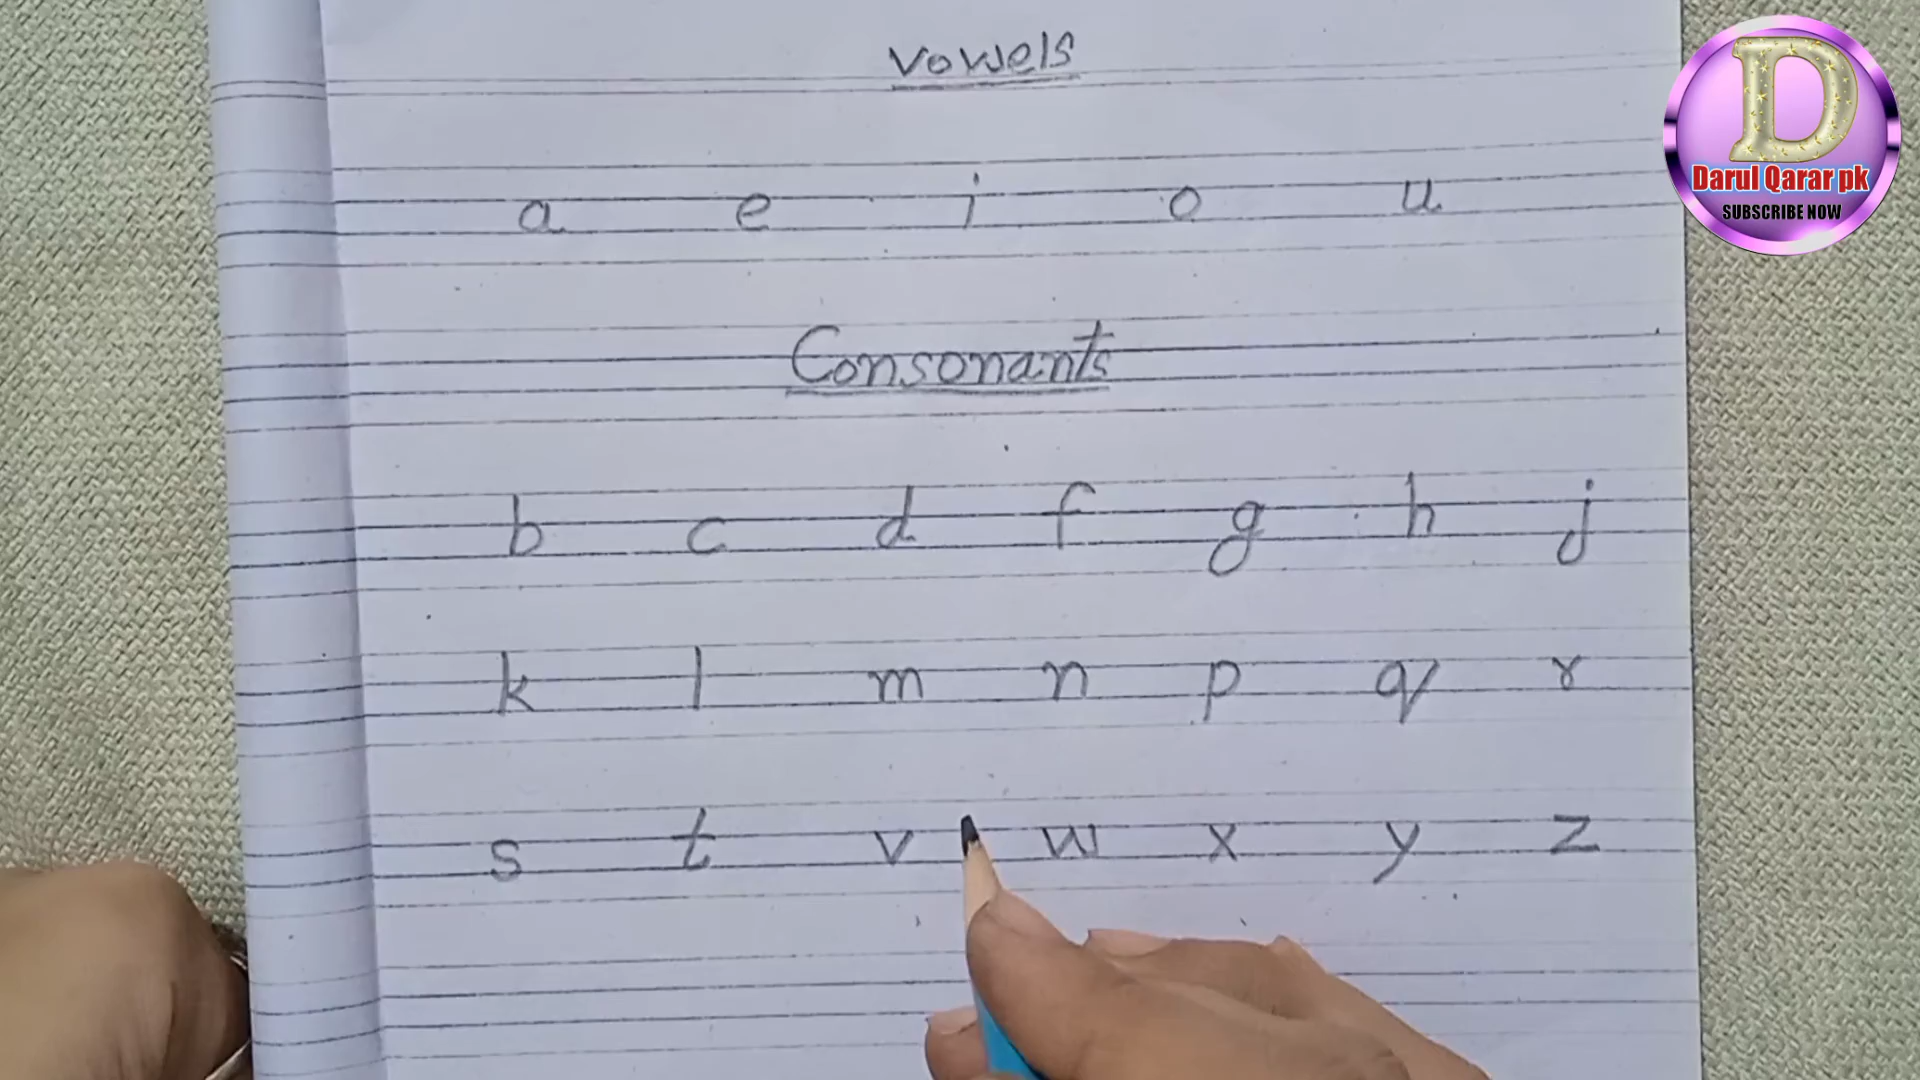 Vowels
a e i o u
Consonants
b c d f g h j
k l m n p q r
s t v w x y z
D
Darul Qarar pk
SUBSCRIBE NOW